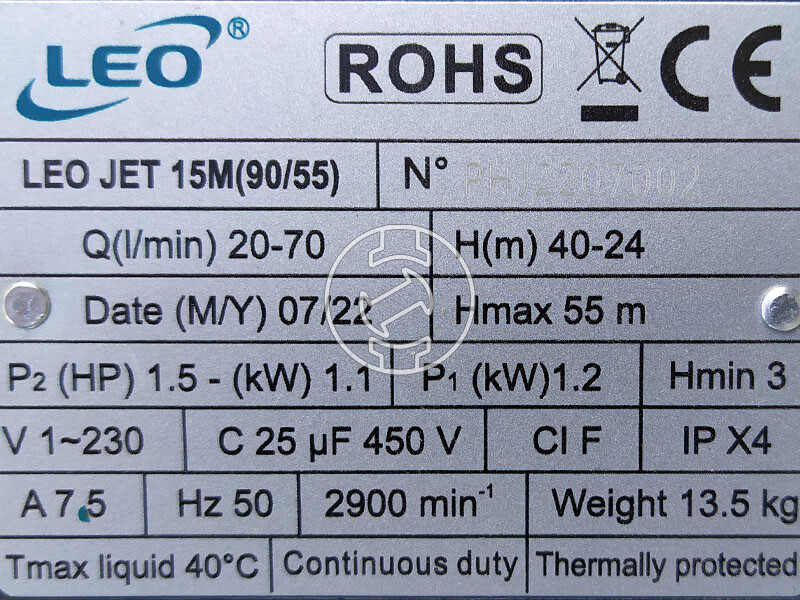 LEO®
ROHS
CE
LEO JET 15M(90/55) N° PHJ2207002
Q(l/min) 20-70 H(m) 40-24
Date (M/Y) 07/22 Hmax 55 m
P2 (HP) 1.5 - (kW) 1.1 P1 (kW)1.2 Hmin 3
V 1~230 C 25 µF 450 V Cl F IP X4
A 7.5 Hz 50 2900 min-1 Weight 13.5 kg
Tmax liquid 40°C Continuous duty Thermally protected